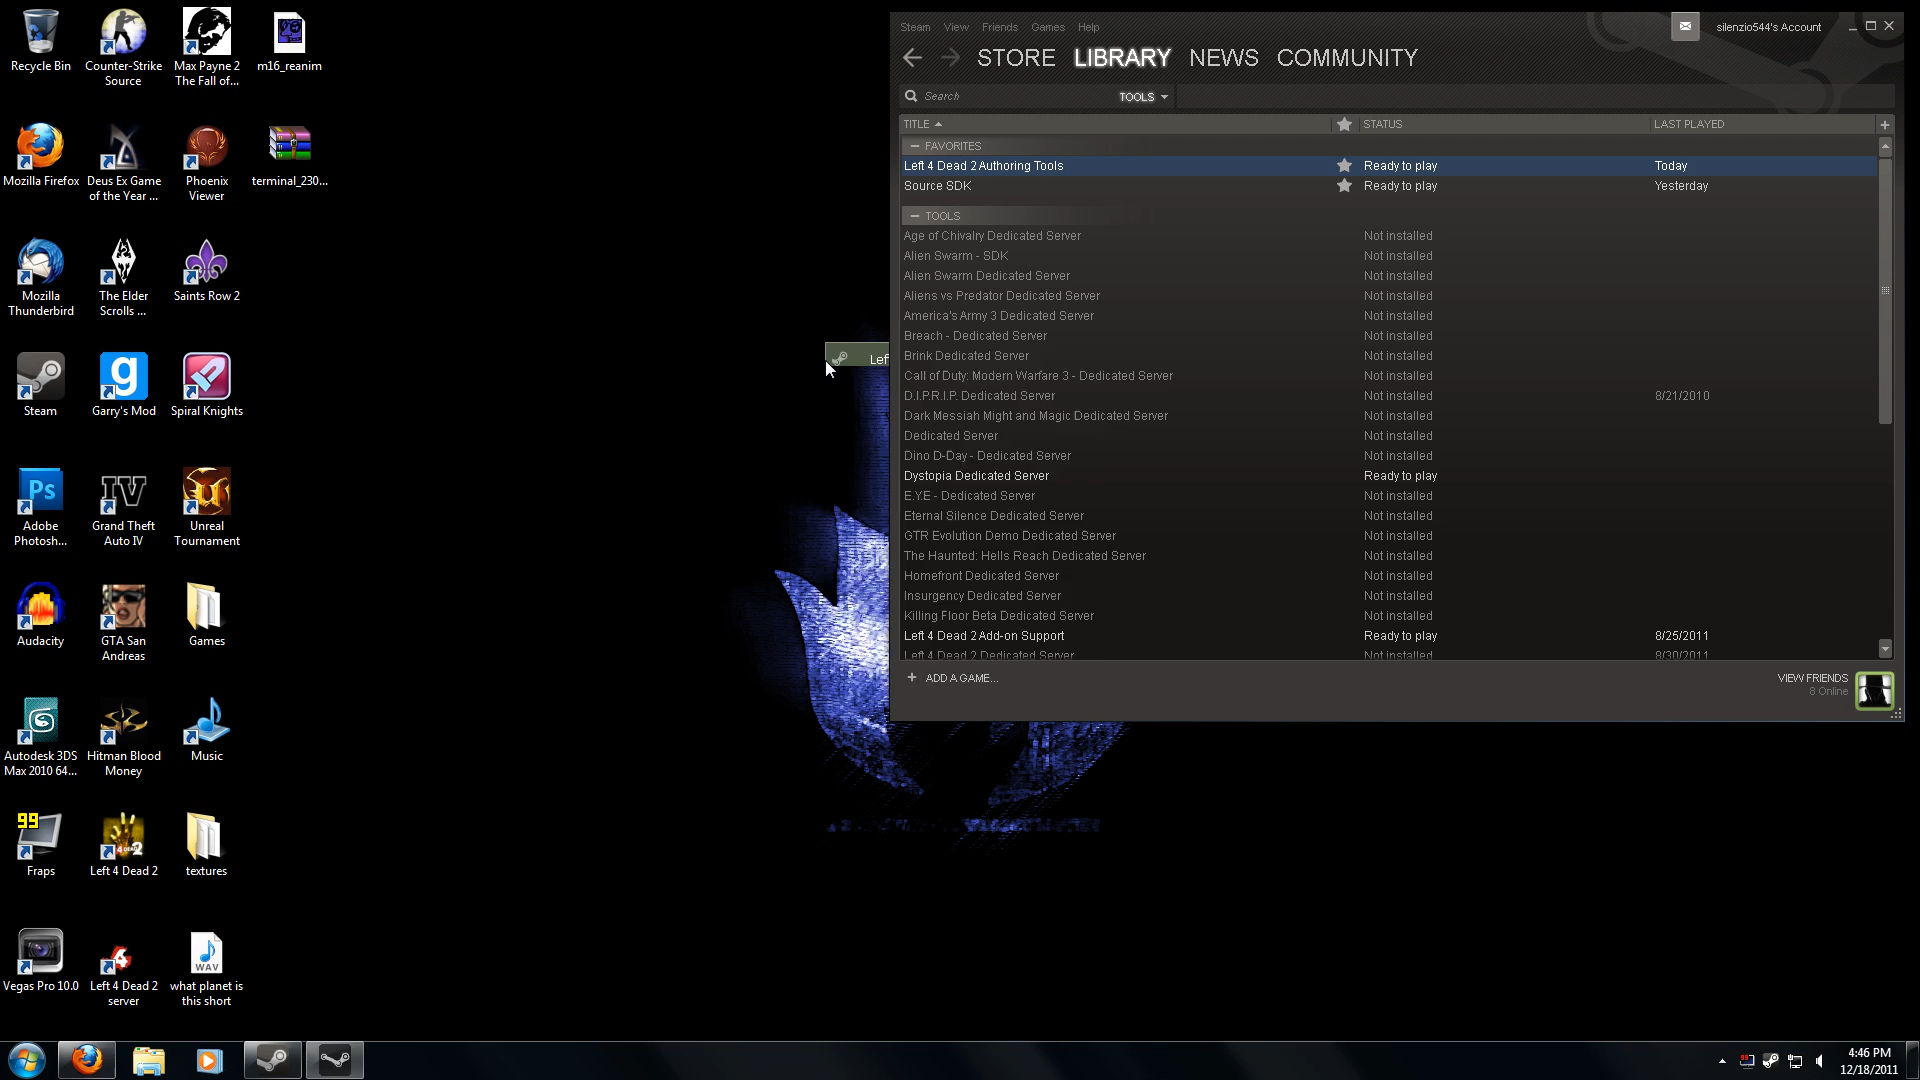 Recycle Bin
Counter-Strike Source
Max Payne 2 The Fall of...
m16_reanim
Mozilla Firefox
Deus Ex Game of the Year ...
Phoenix Viewer
terminal_230...
Mozilla Thunderbird
The Elder Scrolls ...
Saints Row 2
Steam
g
Garry's Mod
Spiral Knights
Ps
Adobe Photosh...
IV
Grand Theft Auto IV
Unreal Tournament
Audacity
GTA San Andreas
Games
Autodesk 3DS Max 2010 64...
Hitman Blood Money
Music
99
Fraps
Left 4 Dead 2
textures
Vegas Pro 10.0
Left 4 Dead 2 server
WAV
what planet is this short
Lef
Steam View Friends Games Help
silenzio544's Account
STORE LIBRARY NEWS COMMUNITY
Search
TOOLS
TITLE STATUS LAST PLAYED
FAVORITES
Left 4 Dead 2 Authoring Tools Ready to play Today
Source SDK Ready to play Yesterday
TOOLS
Age of Chivalry Dedicated Server Not installed
Alien Swarm - SDK Not installed
Alien Swarm Dedicated Server Not installed
Aliens vs Predator Dedicated Server Not installed
America's Army 3 Dedicated Server Not installed
Breach - Dedicated Server Not installed
Brink Dedicated Server Not installed
Call of Duty: Modern Warfare 3 - Dedicated Server Not installed
D.I.P.R.I.P. Dedicated Server Not installed 8/21/2010
Dark Messiah Might and Magic Dedicated Server Not installed
Dedicated Server Not installed
Dino D-Day - Dedicated Server Not installed
Dystopia Dedicated Server Ready to play
E.Y.E - Dedicated Server Not installed
Eternal Silence Dedicated Server Not installed
GTR Evolution Demo Dedicated Server Not installed
The Haunted: Hells Reach Dedicated Server Not installed
Homefront Dedicated Server Not installed
Insurgency Dedicated Server Not installed
Killing Floor Beta Dedicated Server Not installed
Left 4 Dead 2 Add-on Support Ready to play 8/25/2011
Left 4 Dead 2 Dedicated Server Not installed 8/30/2011
+ ADD A GAME...
VIEW FRIENDS
8 Online
4:46 PM
12/18/2011